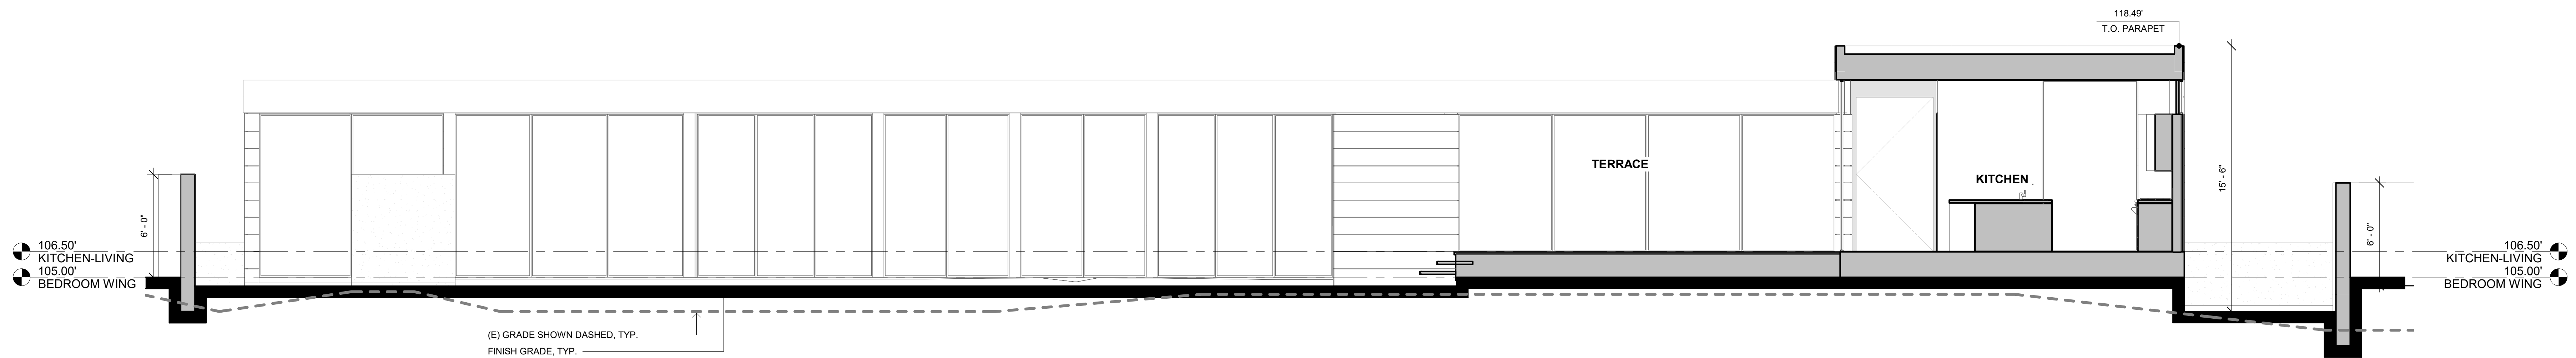 118.49'
T.O. PARAPET
TERRACE
KITCHEN
15' - 6"
6' - 0"
6' - 0"
106.50'
KITCHEN-LIVING
105.00'
BEDROOM WING
106.50'
KITCHEN-LIVING
105.00'
BEDROOM WING
(E) GRADE SHOWN DASHED, TYP.
FINISH GRADE, TYP.